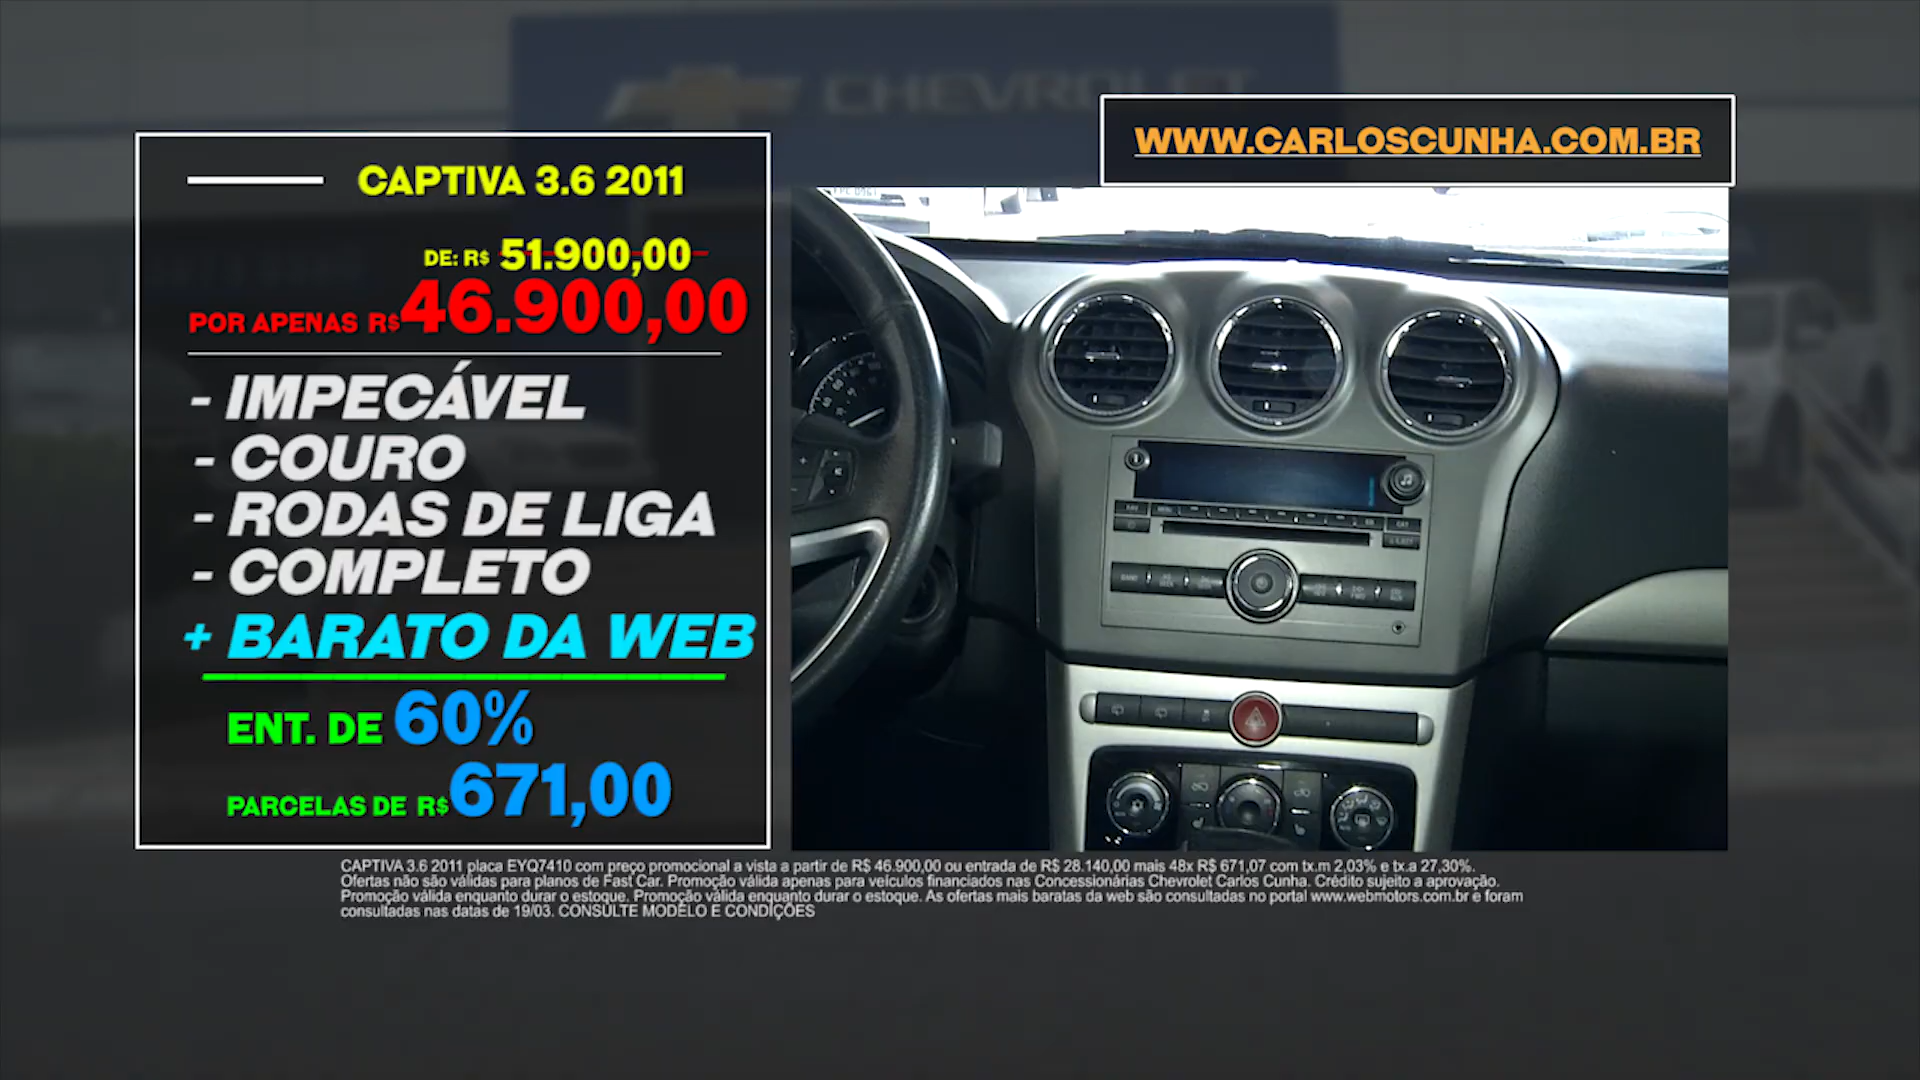 CHEVROLET
WWW.CARLOSCUNHA.COM.BR
CAPTIVA 3.6 2011
DE: R$ 51.900,00
POR APENAS R$ 46.900,00
- IMPECÁVEL
- COURO
- RODAS DE LIGA
- COMPLETO
+ BARATO DA WEB
ENT. DE 60%
PARCELAS DE R$ 671,00
CAPTIVA 3.6 2011 placa EYQ7410 com preço promocional a vista a partir de R$ 46.900,00 ou entrada de R$ 28.140,00 mais 48x R$ 671,07 com tx.m 2,03% e tx.a 27,30%.
Ofertas não são válidas para planos de Fast Car. Promoção válida apenas para veículos financiados nas Concessionárias Chevrolet Carlos Cunha. Crédito sujeito a aprovação.
Promoção válida enquanto durar o estoque. Promoção válida enquanto durar o estoque. As ofertas mais baratas da web são consultadas no portal www.webmotors.com.br e foram
consultadas nas datas de 19/03. CONSULTE MODELO E CONDIÇÕES